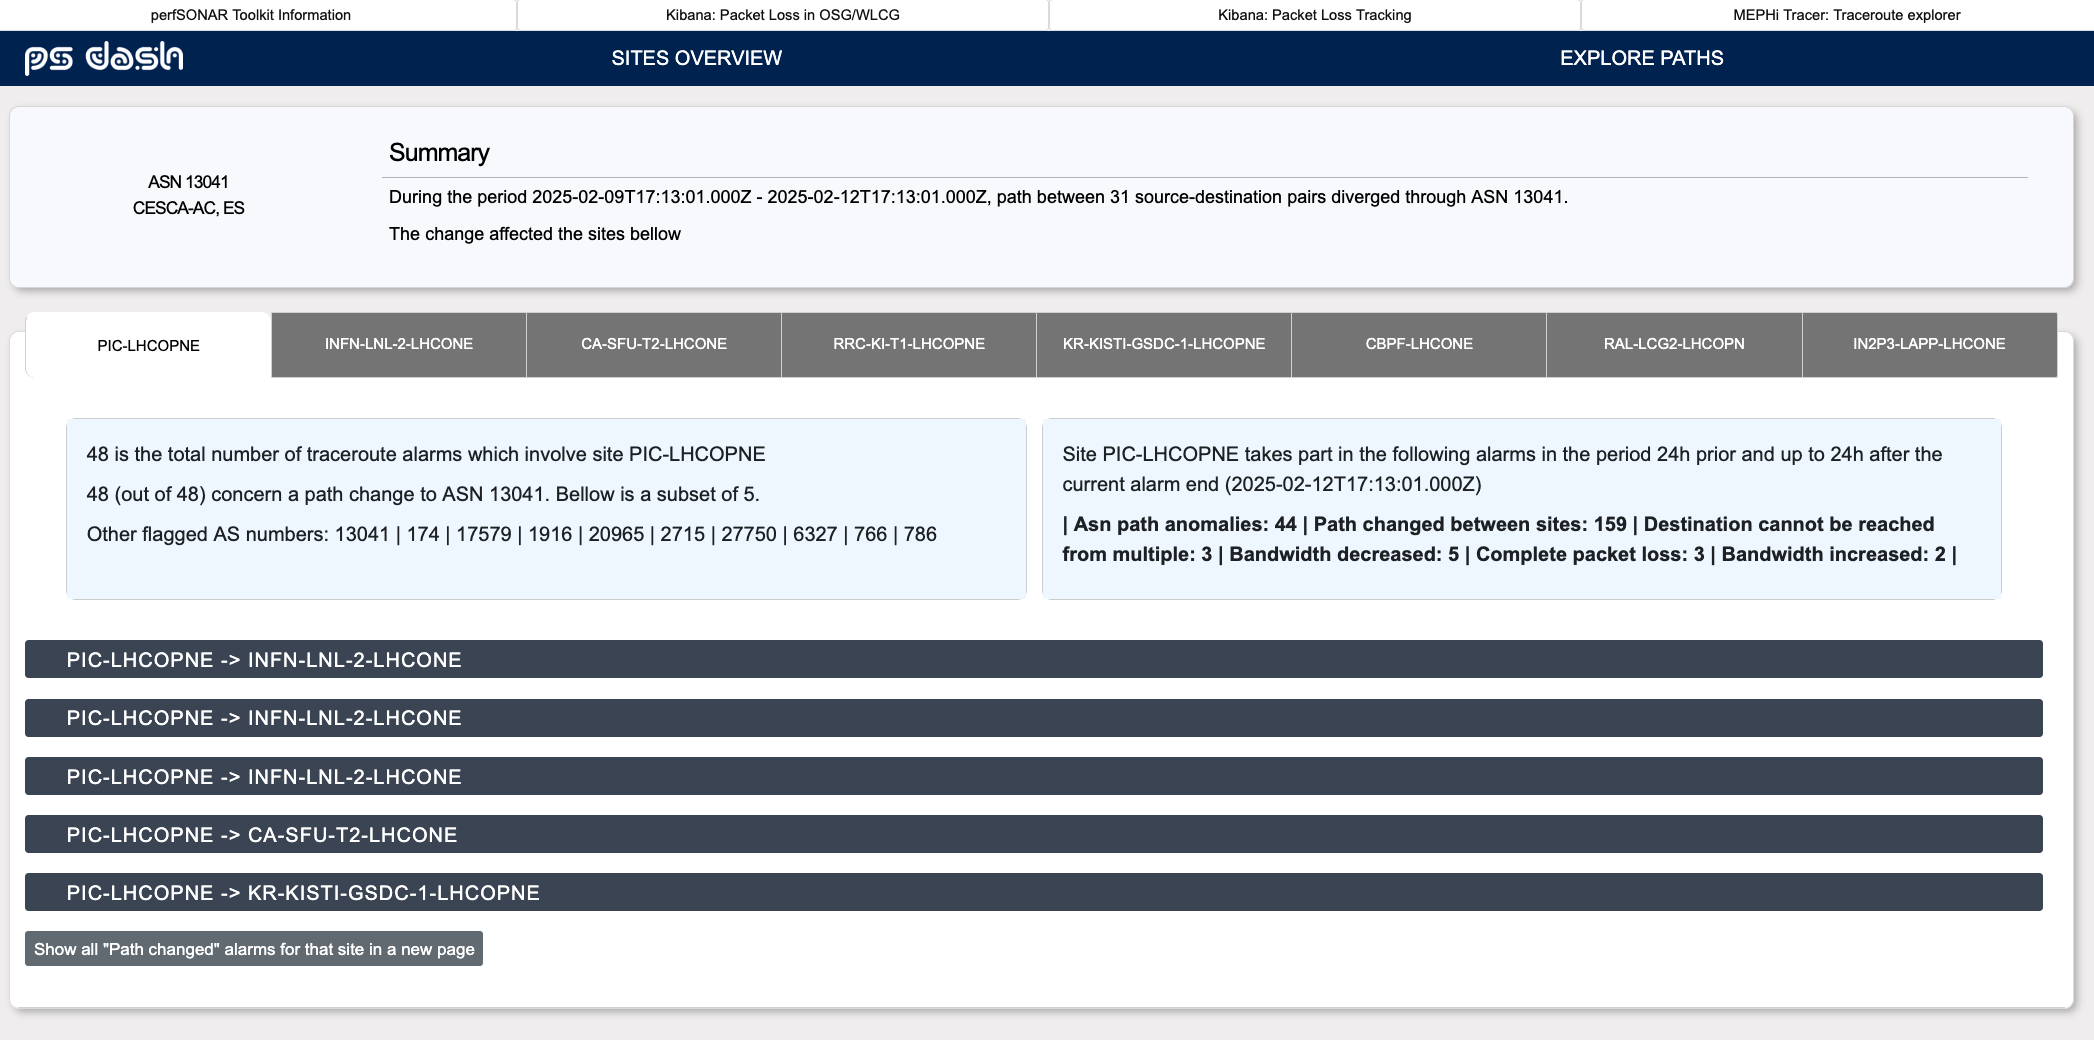 perfSONAR Toolkit Information
Kibana: Packet Loss in OSG/WLCG
Kibana: Packet Loss Tracking
MEPHi Tracer: Traceroute explorer
ps dash
SITES OVERVIEW
EXPLORE PATHS
ASN 13041
CESCA-AC, ES
Summary
During the period 2025-02-09T17:13:01.000Z - 2025-02-12T17:13:01.000Z, path between 31 source-destination pairs diverged through ASN 13041.
The change affected the sites bellow
PIC-LHCOPNE
INFN-LNL-2-LHCONE
CA-SFU-T2-LHCONE
RRC-KI-T1-LHCOPNE
KR-KISTI-GSDC-1-LHCOPNE
CBPF-LHCONE
RAL-LCG2-LHCOPN
IN2P3-LAPP-LHCONE
48 is the total number of traceroute alarms which involve site PIC-LHCOPNE
48 (out of 48) concern a path change to ASN 13041. Bellow is a subset of 5.
Other flagged AS numbers: 13041 | 174 | 17579 | 1916 | 20965 | 2715 | 27750 | 6327 | 766 | 786
Site PIC-LHCOPNE takes part in the following alarms in the period 24h prior and up to 24h after the
current alarm end (2025-02-12T17:13:01.000Z)
| Asn path anomalies: 44 | Path changed between sites: 159 | Destination cannot be reached
from multiple: 3 | Bandwidth decreased: 5 | Complete packet loss: 3 | Bandwidth increased: 2 |
PIC-LHCOPNE -> INFN-LNL-2-LHCONE
PIC-LHCOPNE -> INFN-LNL-2-LHCONE
PIC-LHCOPNE -> INFN-LNL-2-LHCONE
PIC-LHCOPNE -> CA-SFU-T2-LHCONE
PIC-LHCOPNE -> KR-KISTI-GSDC-1-LHCOPNE
Show all "Path changed" alarms for that site in a new page